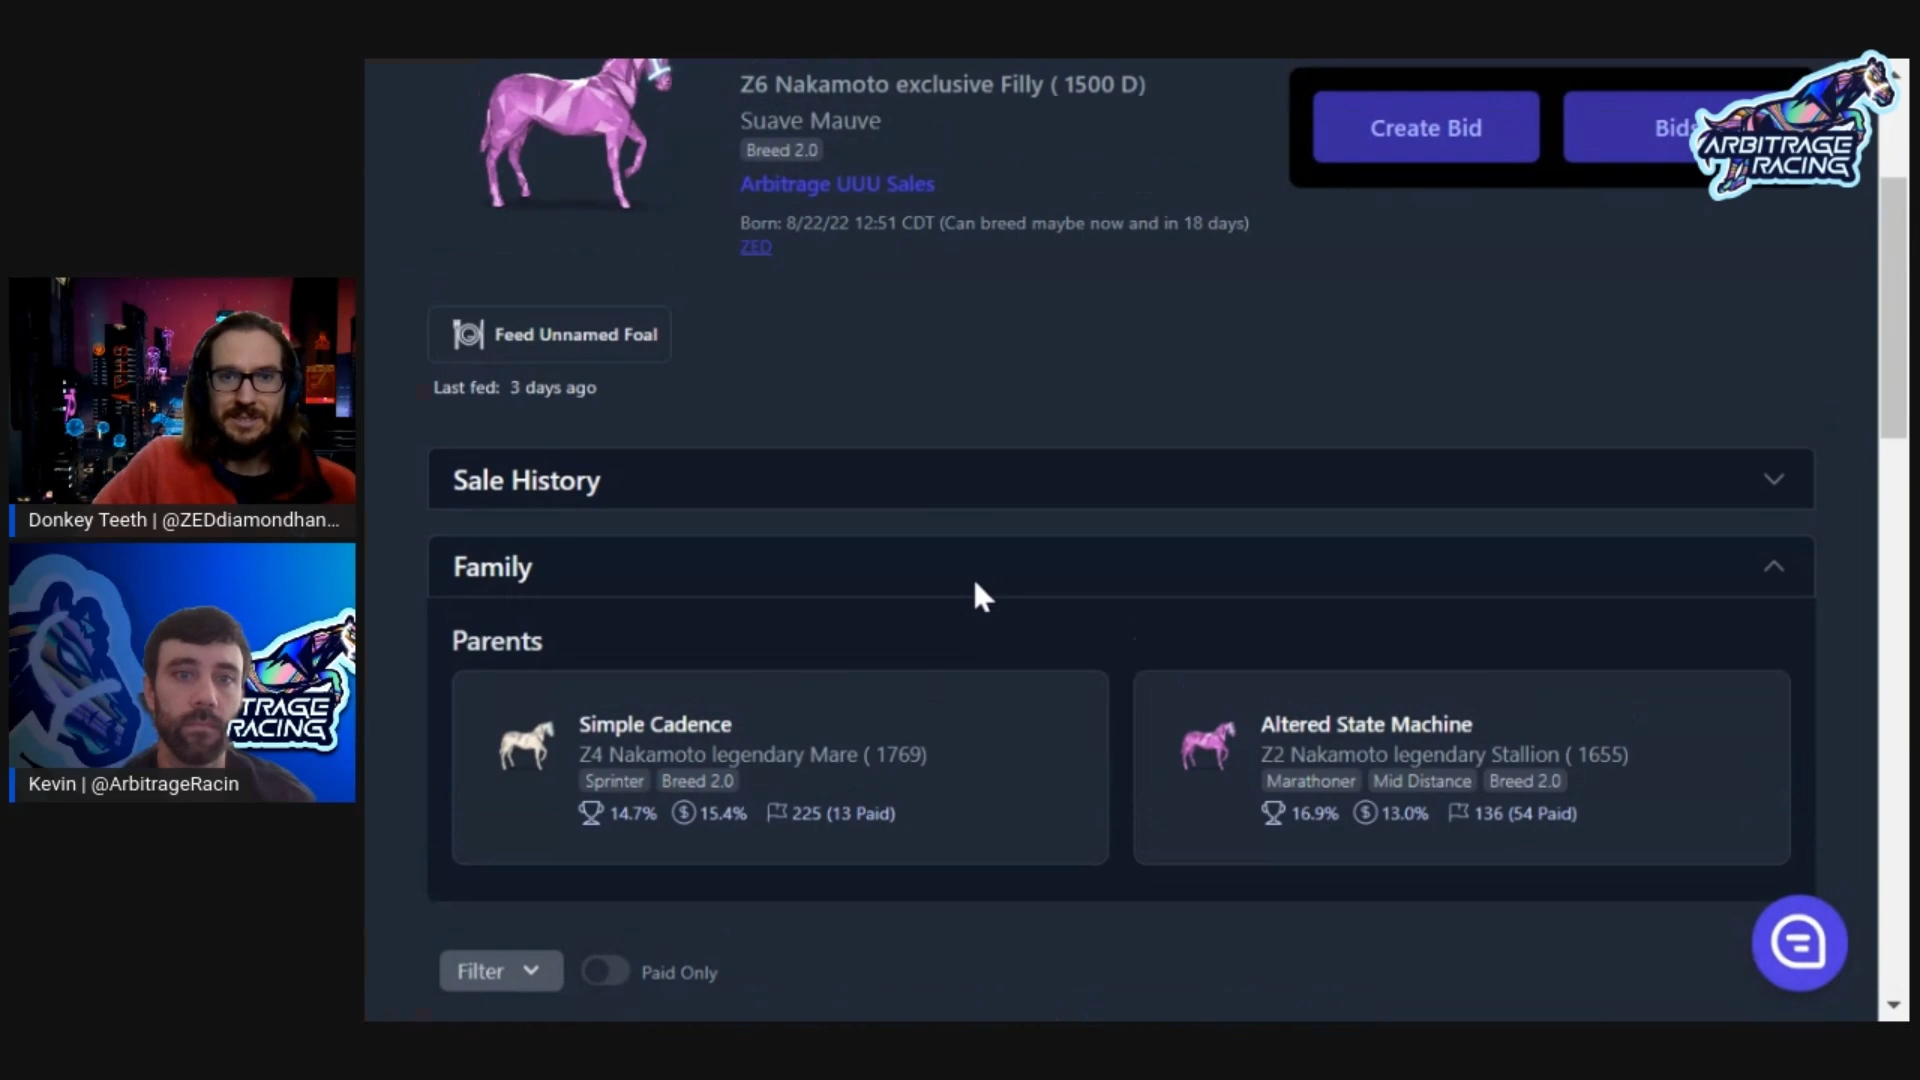 Z6 Nakamoto exclusive Filly ( 1500 D)
Suave Mauve
Breed 2.0
Arbitrage UUU Sales
Born: 8/22/22 12:51 CDT (Can breed maybe now and in 18 days)
ZED
Create Bid
Bids
ARBITRAGE
RACING
Feed Unnamed Foal
Last fed: 3 days ago
Sale History
Family
Parents
Simple Cadence
Z4 Nakamoto legendary Mare ( 1769)
Sprinter Breed 2.0
14.7% 15.4% 225 (13 Paid)
Altered State Machine
Z2 Nakamoto legendary Stallion ( 1655)
Marathoner Mid Distance Breed 2.0
16.9% 13.0% 136 (54 Paid)
Filter
Paid Only
Donkey Teeth | @ZEDdiamondhan...
TRAGE
RACING
Kevin | @ArbitrageRacin